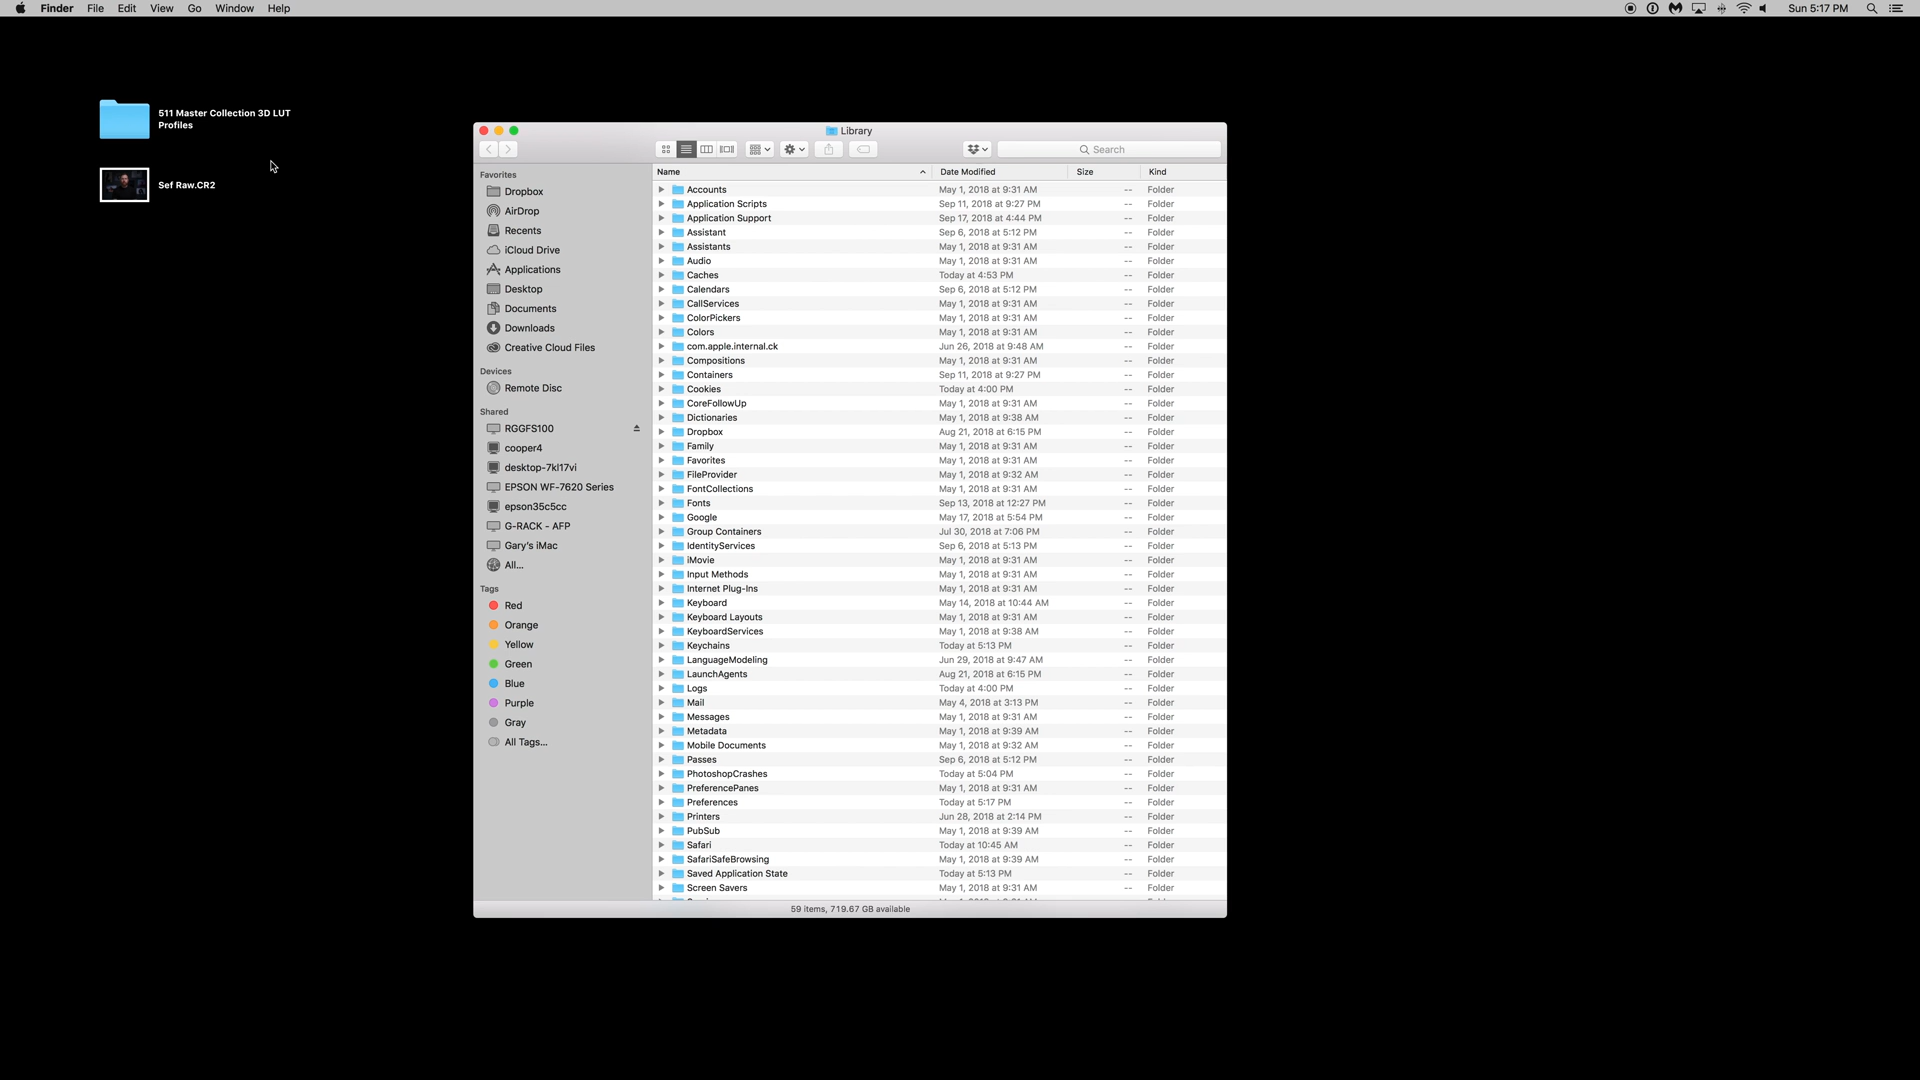 Finder File Edit View Go Window Help Sun 5:17 PM
511 Master Collection 3D LUT
Profiles
Sef Raw.CR2
Library
Search
Favorites
Dropbox
AirDrop
Recents
iCloud Drive
Applications
Desktop
Documents
Downloads
Creative Cloud Files
Devices
Remote Disc
Shared
RGGFS100
cooper4
desktop-7kl17vi
EPSON WF-7620 Series
epson35c5cc
G-RACK - AFP
Gary's iMac
All...
Tags
Red
Orange
Yellow
Green
Blue
Purple
Gray
All Tags...
Name Date Modified Size Kind
Accounts May 1, 2018 at 9:31 AM -- Folder
Application Scripts Sep 11, 2018 at 9:27 PM -- Folder
Application Support Sep 17, 2018 at 4:44 PM -- Folder
Assistant Sep 6, 2018 at 5:12 PM -- Folder
Assistants May 1, 2018 at 9:31 AM -- Folder
Audio May 1, 2018 at 9:31 AM -- Folder
Caches Today at 4:53 PM -- Folder
Calendars Sep 6, 2018 at 5:12 PM -- Folder
CallServices May 1, 2018 at 9:31 AM -- Folder
ColorPickers May 1, 2018 at 9:31 AM -- Folder
Colors May 1, 2018 at 9:31 AM -- Folder
com.apple.internal.ck Jun 26, 2018 at 9:48 AM -- Folder
Compositions May 1, 2018 at 9:31 AM -- Folder
Containers Sep 11, 2018 at 9:27 PM -- Folder
Cookies Today at 4:00 PM -- Folder
CoreFollowUp May 1, 2018 at 9:31 AM -- Folder
Dictionaries May 1, 2018 at 9:38 AM -- Folder
Dropbox Aug 21, 2018 at 6:15 PM -- Folder
Family May 1, 2018 at 9:31 AM -- Folder
Favorites May 1, 2018 at 9:31 AM -- Folder
FileProvider May 1, 2018 at 9:32 AM -- Folder
FontCollections May 1, 2018 at 9:31 AM -- Folder
Fonts Sep 13, 2018 at 12:27 PM -- Folder
Google May 17, 2018 at 5:54 PM -- Folder
Group Containers Jul 30, 2018 at 7:06 PM -- Folder
IdentityServices Sep 6, 2018 at 5:13 PM -- Folder
iMovie May 1, 2018 at 9:31 AM -- Folder
Input Methods May 1, 2018 at 9:31 AM -- Folder
Internet Plug-Ins May 1, 2018 at 9:31 AM -- Folder
Keyboard May 14, 2018 at 10:44 AM -- Folder
Keyboard Layouts May 1, 2018 at 9:31 AM -- Folder
KeyboardServices May 1, 2018 at 9:38 AM -- Folder
Keychains Today at 5:13 PM -- Folder
LanguageModeling Jun 29, 2018 at 9:47 AM -- Folder
LaunchAgents Aug 21, 2018 at 6:15 PM -- Folder
Logs Today at 4:00 PM -- Folder
Mail May 4, 2018 at 3:13 PM -- Folder
Messages May 1, 2018 at 9:31 AM -- Folder
Metadata May 1, 2018 at 9:39 AM -- Folder
Mobile Documents May 1, 2018 at 9:32 AM -- Folder
Passes Sep 6, 2018 at 5:12 PM -- Folder
PhotoshopCrashes Today at 5:04 PM -- Folder
PreferencePanes May 1, 2018 at 9:31 AM -- Folder
Preferences Today at 5:17 PM -- Folder
Printers Jun 28, 2018 at 2:14 PM -- Folder
PubSub May 1, 2018 at 9:39 AM -- Folder
Safari Today at 10:45 AM -- Folder
SafariSafeBrowsing May 1, 2018 at 9:39 AM -- Folder
Saved Application State Today at 5:13 PM -- Folder
Screen Savers May 1, 2018 at 9:31 AM -- Folder
59 items, 719.67 GB available